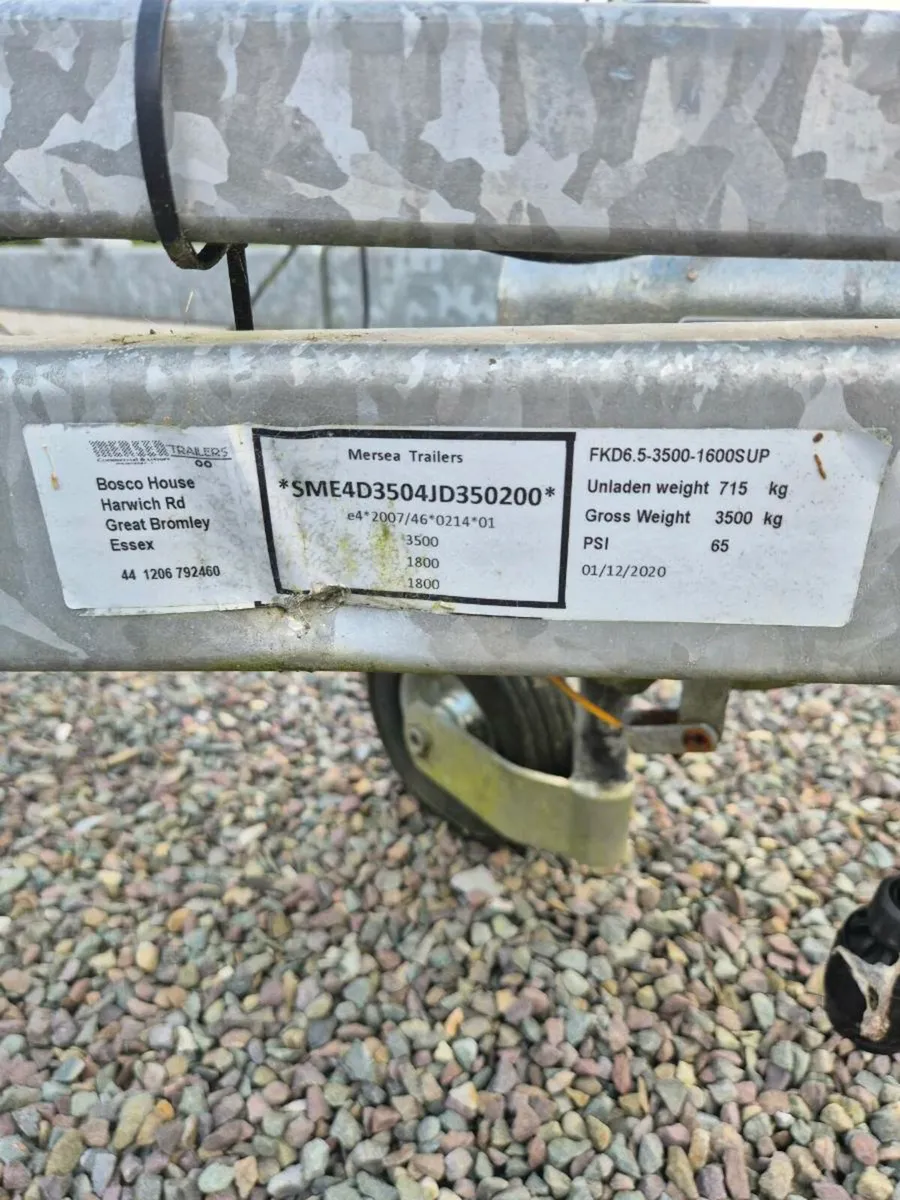 MERSEA TRAILERS
Bosco House
Harwich Rd
Great Bromley
Essex
44 1206 792460
Mersea Trailers
*SME4D3504JD350200*
e4*2007/46*0214*01
3500
1800
1800
FKD6.5-3500-1600SUP
Unladen weight 715 kg
Gross Weight 3500 kg
PSI 65
01/12/2020